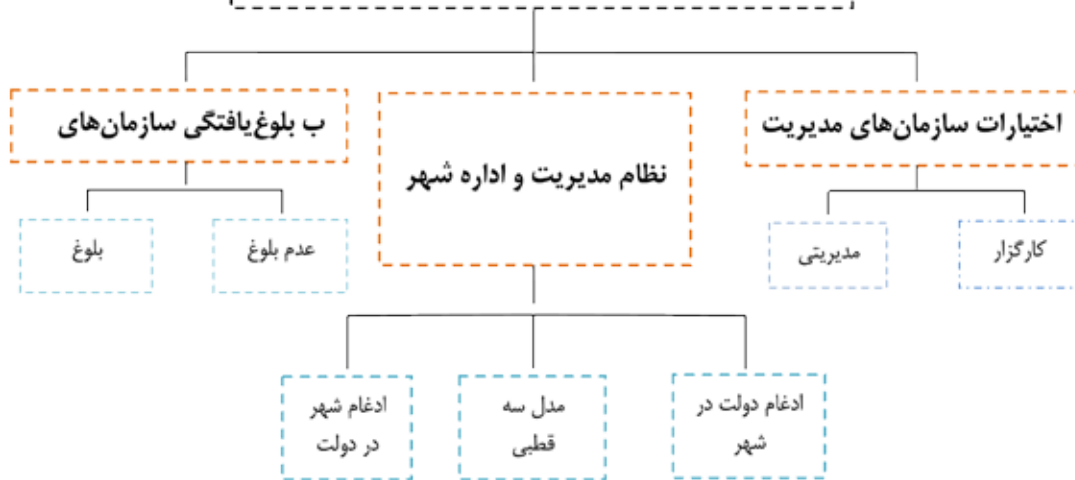 اختیارات سازمان‌های مدیریت
نظام مدیریت و اداره شهر
ب بلوغ‌یافتگی سازمان‌های
کارگزار
مدیریتی
عدم بلوغ
بلوغ
ادغام دولت در
شهر
مدل سه
قطبی
ادغام شهر
در دولت